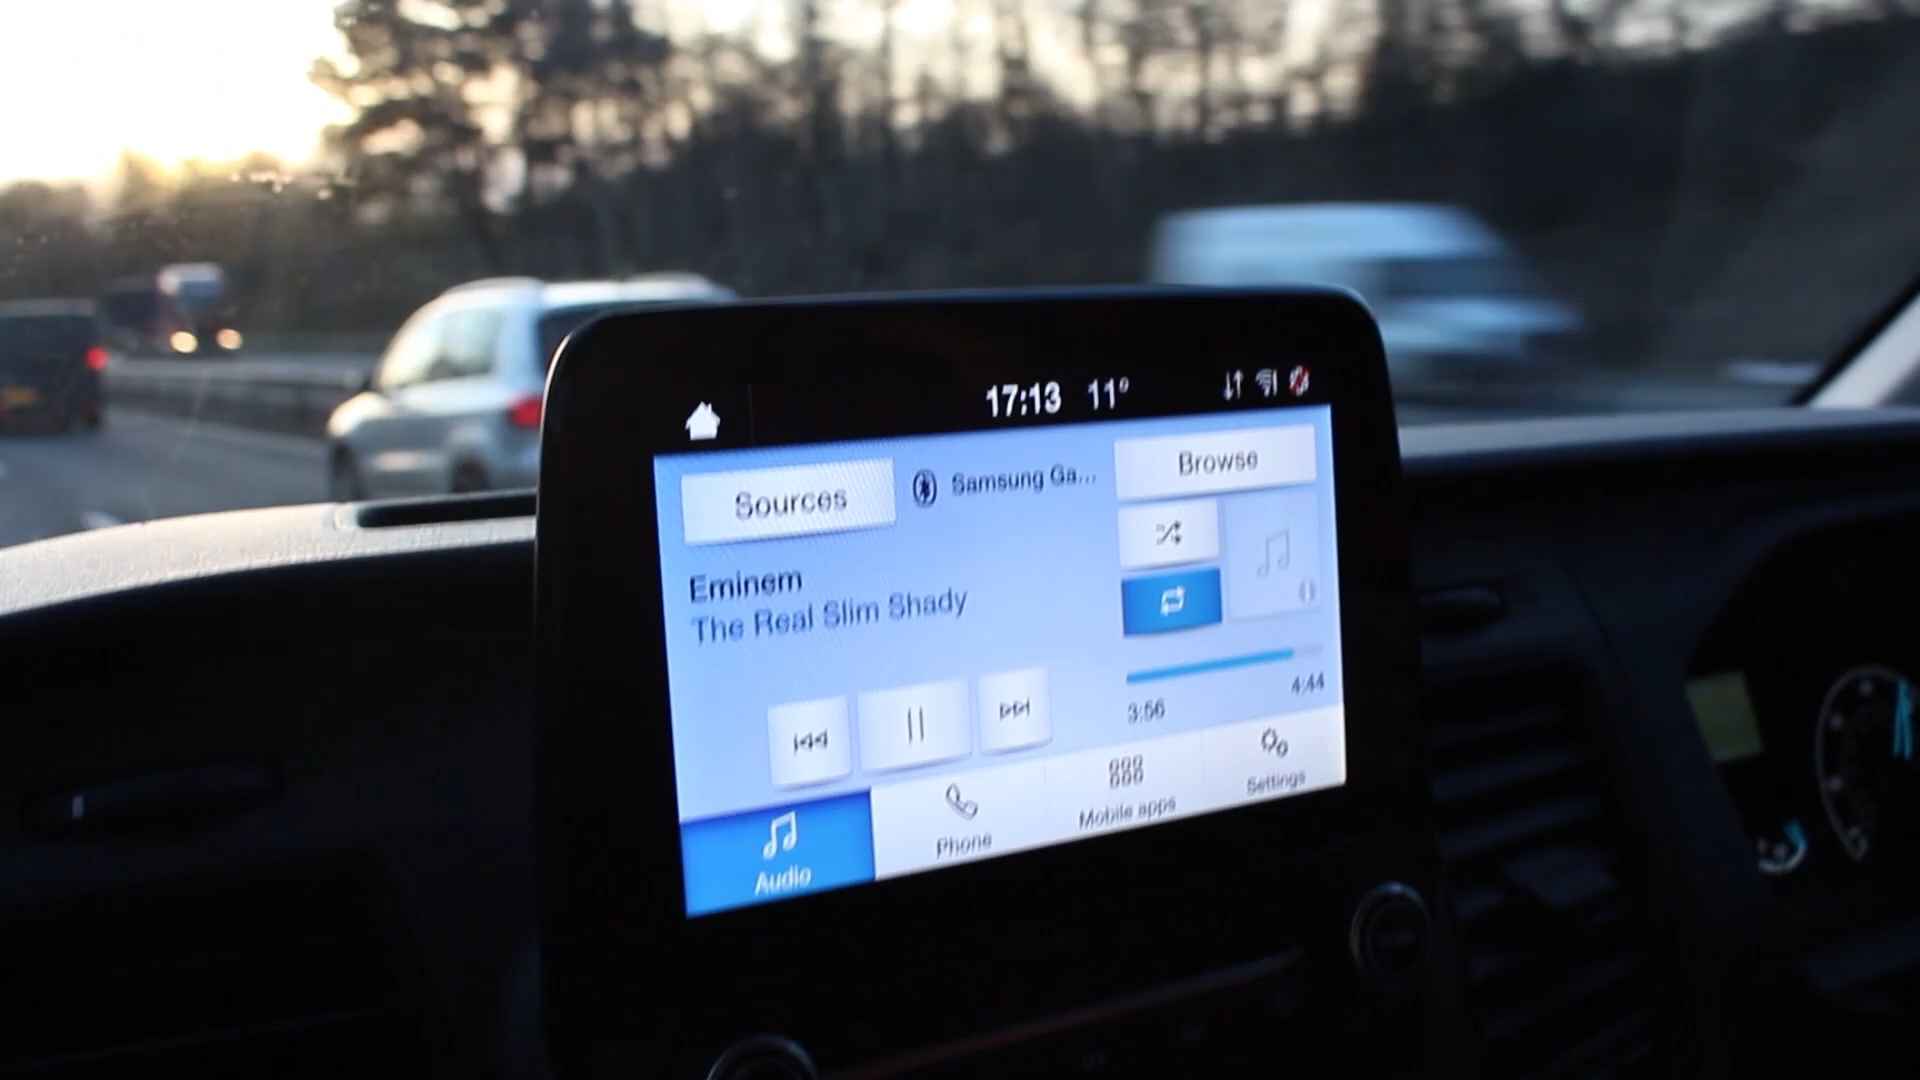 17:13 11°
Sources
Samsung Ga...
Browse
Eminem
The Real Slim Shady
3:56
4:44
Audio
Phone
Mobile apps
Settings